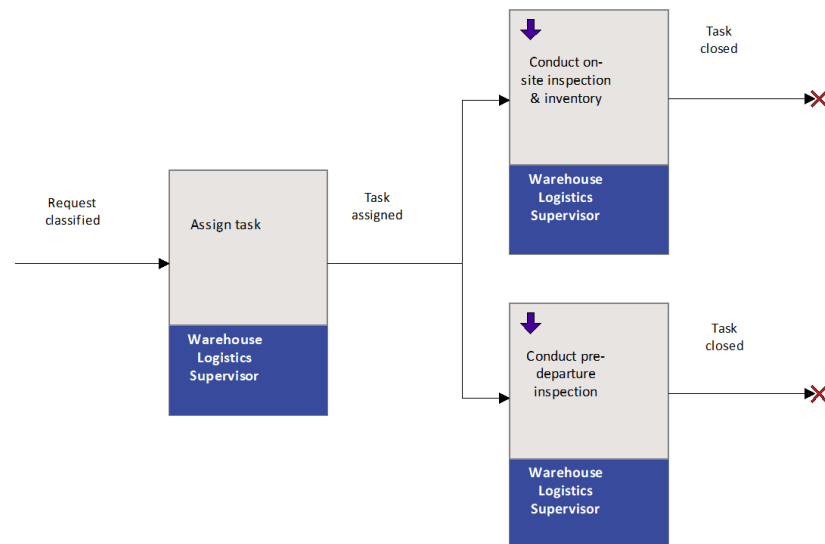 Request
classified
Assign task
Warehouse
Logistics
Supervisor
Task
assigned
Conduct on-
site inspection
& inventory
Warehouse
Logistics
Supervisor
Task
closed
Conduct pre-
departure
inspection
Warehouse
Logistics
Supervisor
Task
closed